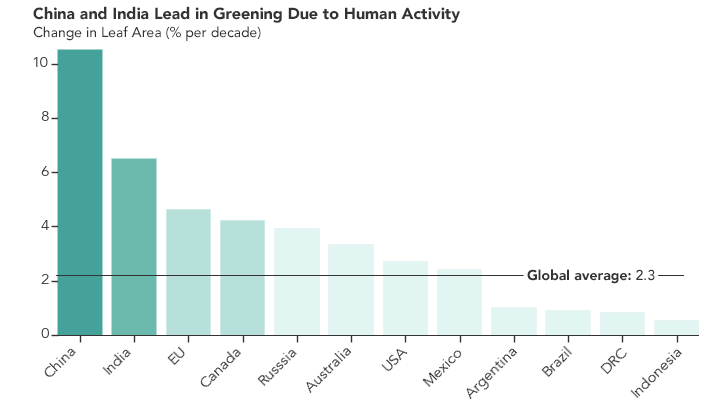 China and India Lead in Greening Due to Human Activity
Change in Leaf Area (% per decade)
10
8
6
4
2
0
Global average: 2.3
China
India
EU
Canada
Russsia
Australia
USA
Mexico
Argentina
Brazil
DRC
Indonesia